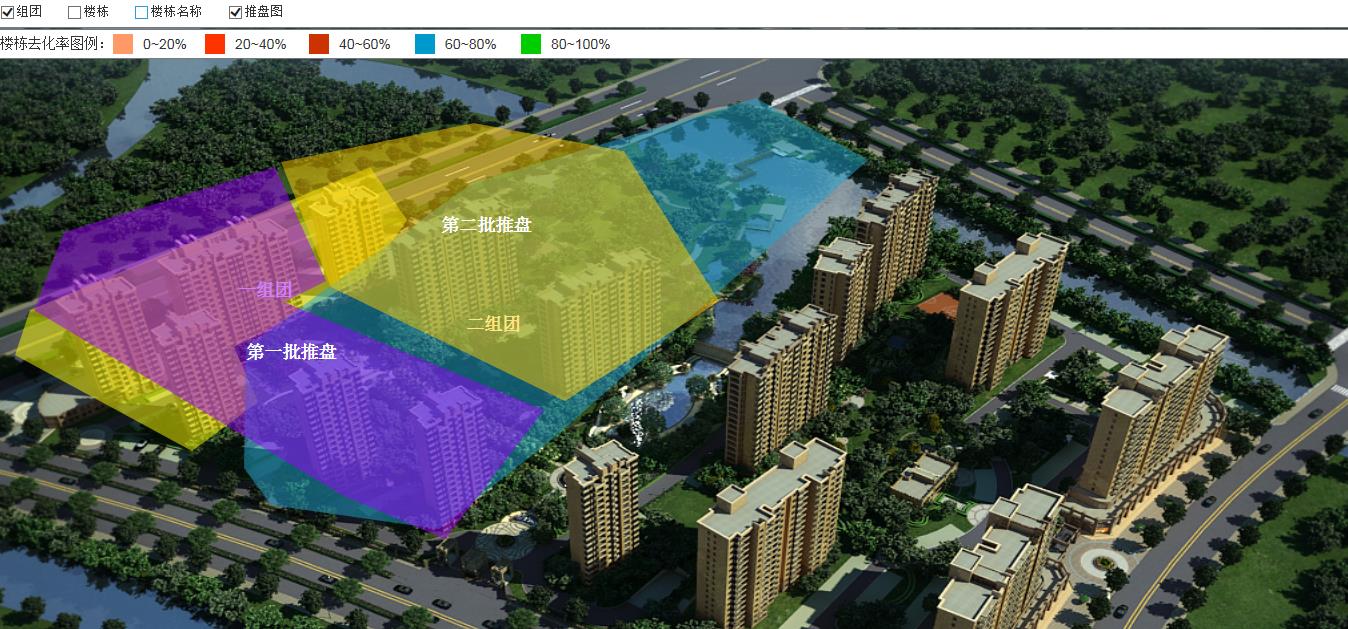 组团 楼栋 楼栋名称 推盘图
楼栋去化率图例： 0~20% 20~40% 40~60% 60~80% 80~100%
第二批推盘
一组团
二组团
第一批推盘